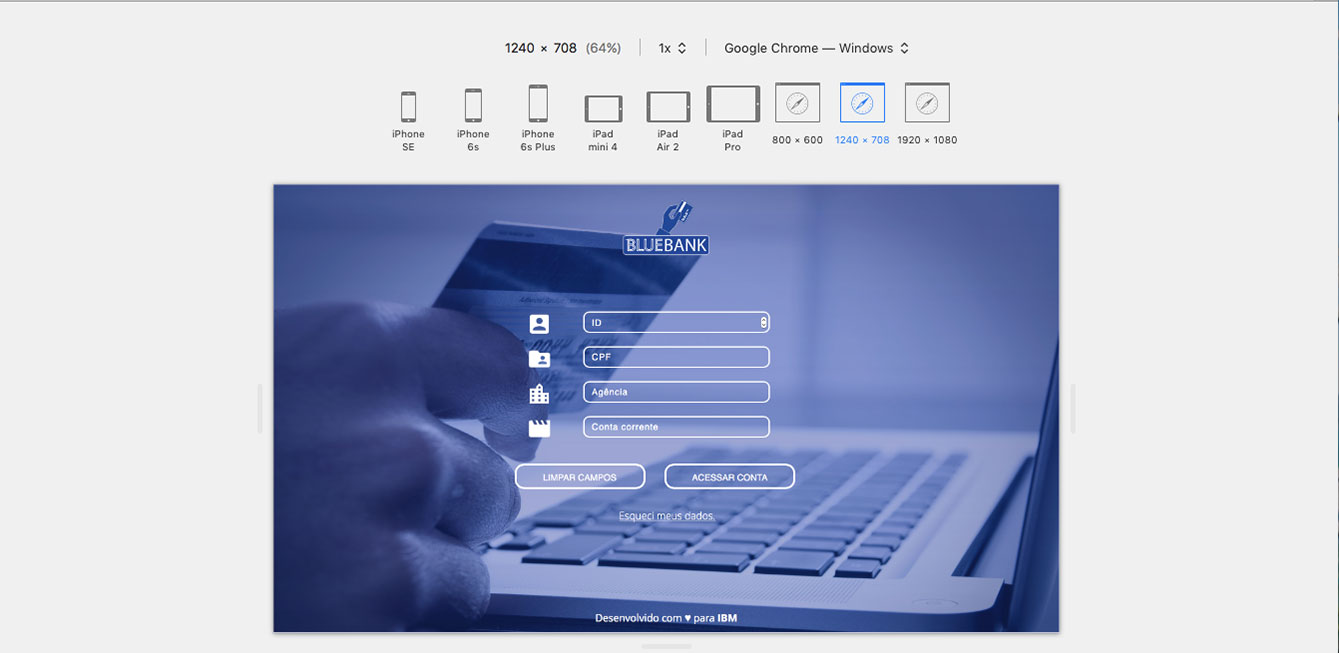 1240 × 708 (64%) 1x Google Chrome — Windows
iPhone SE
iPhone 6s
iPhone 6s Plus
iPad mini 4
iPad Air 2
iPad Pro
800 × 600
1240 × 708
1920 × 1080
BLUEBANK
ID
CPF
Agência
Conta corrente
LIMPAR CAMPOS ACESSAR CONTA
Esqueci meus dados.
Desenvolvido com ♥ para IBM